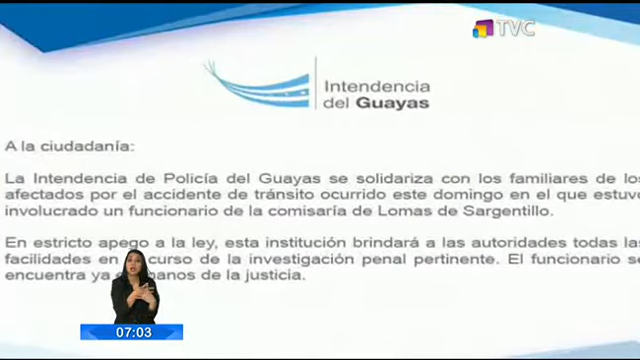 TVC
Intendencia
del Guayas
A la ciudadanía:
La Intendencia de Policía del Guayas se solidariza con los familiares de los
afectados por el accidente de tránsito ocurrido este domingo en el que estuvo
involucrado un funcionario de la comisaría de Lomas de Sargentillo.
En estricto apego a la ley, esta institución brindará a las autoridades todas las
facilidades en curso de la investigación penal pertinente. El funcionario se
encuentra ya manos de la justicia.
07:03